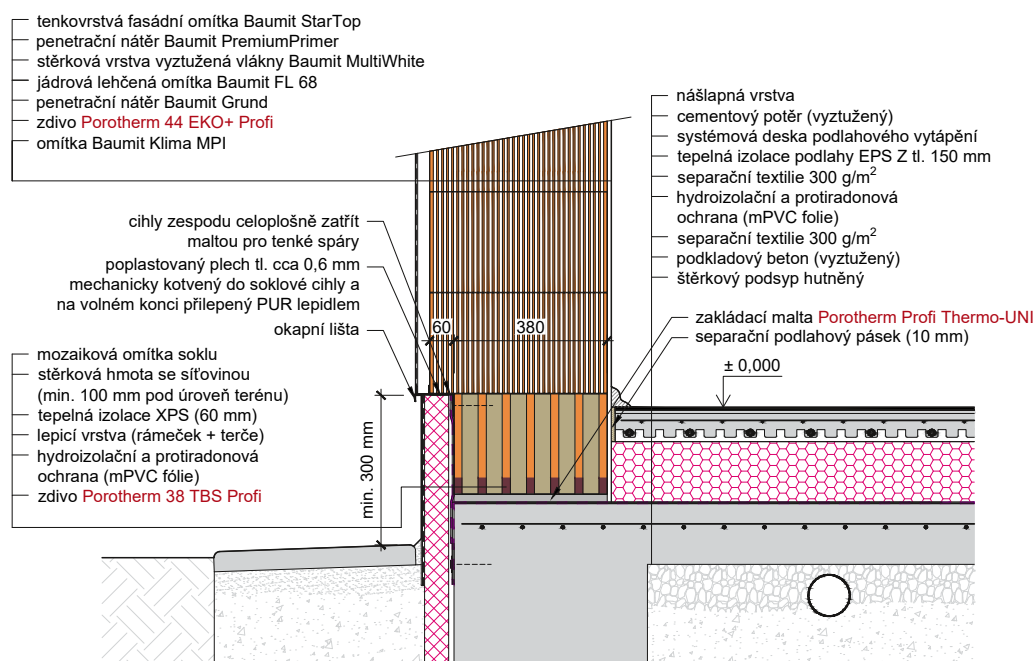 tenkovrstvá fasádní omítka Baumit StarTop
penetrační nátěr Baumit PremiumPrimer
stěrková vrstva vyztužená vlákny Baumit MultiWhite
jádrová lehčená omítka Baumit FL 68
penetrační nátěr Baumit Grund
zdivo Porotherm 44 EKO+ Profi
omítka Baumit Klima MPI
nášlapná vrstva
cementový potěr (vyztužený)
systémová deska podlahového vytápění
tepelná izolace podlahy EPS Z tl. 150 mm
separační textilie 300 g/m²
hydroizolační a protiradonová
ochrana (mPVC folie)
separační textilie 300 g/m²
podkladový beton (vyztužený)
štěrkový podsyp hutněný
cihly zespodu celoplošně zatřít
maltou pro tenké spáry
poplastovaný plech tl. cca 0,6 mm
mechanicky kotvený do soklové cihly a
na volném konci přilepený PUR lepidlem
okapní lišta
60
380
zakládací malta Porotherm Profi Thermo-UNI
separační podlahový pásek (10 mm)
± 0,000
mozaiková omítka soklu
stěrková hmota se síťovinou
(min. 100 mm pod úroveň terénu)
tepelná izolace XPS (60 mm)
lepicí vrstva (rámeček + terče)
hydroizolační a protiradonová
ochrana (mPVC fólie)
zdivo Porotherm 38 TBS Profi
min. 300 mm